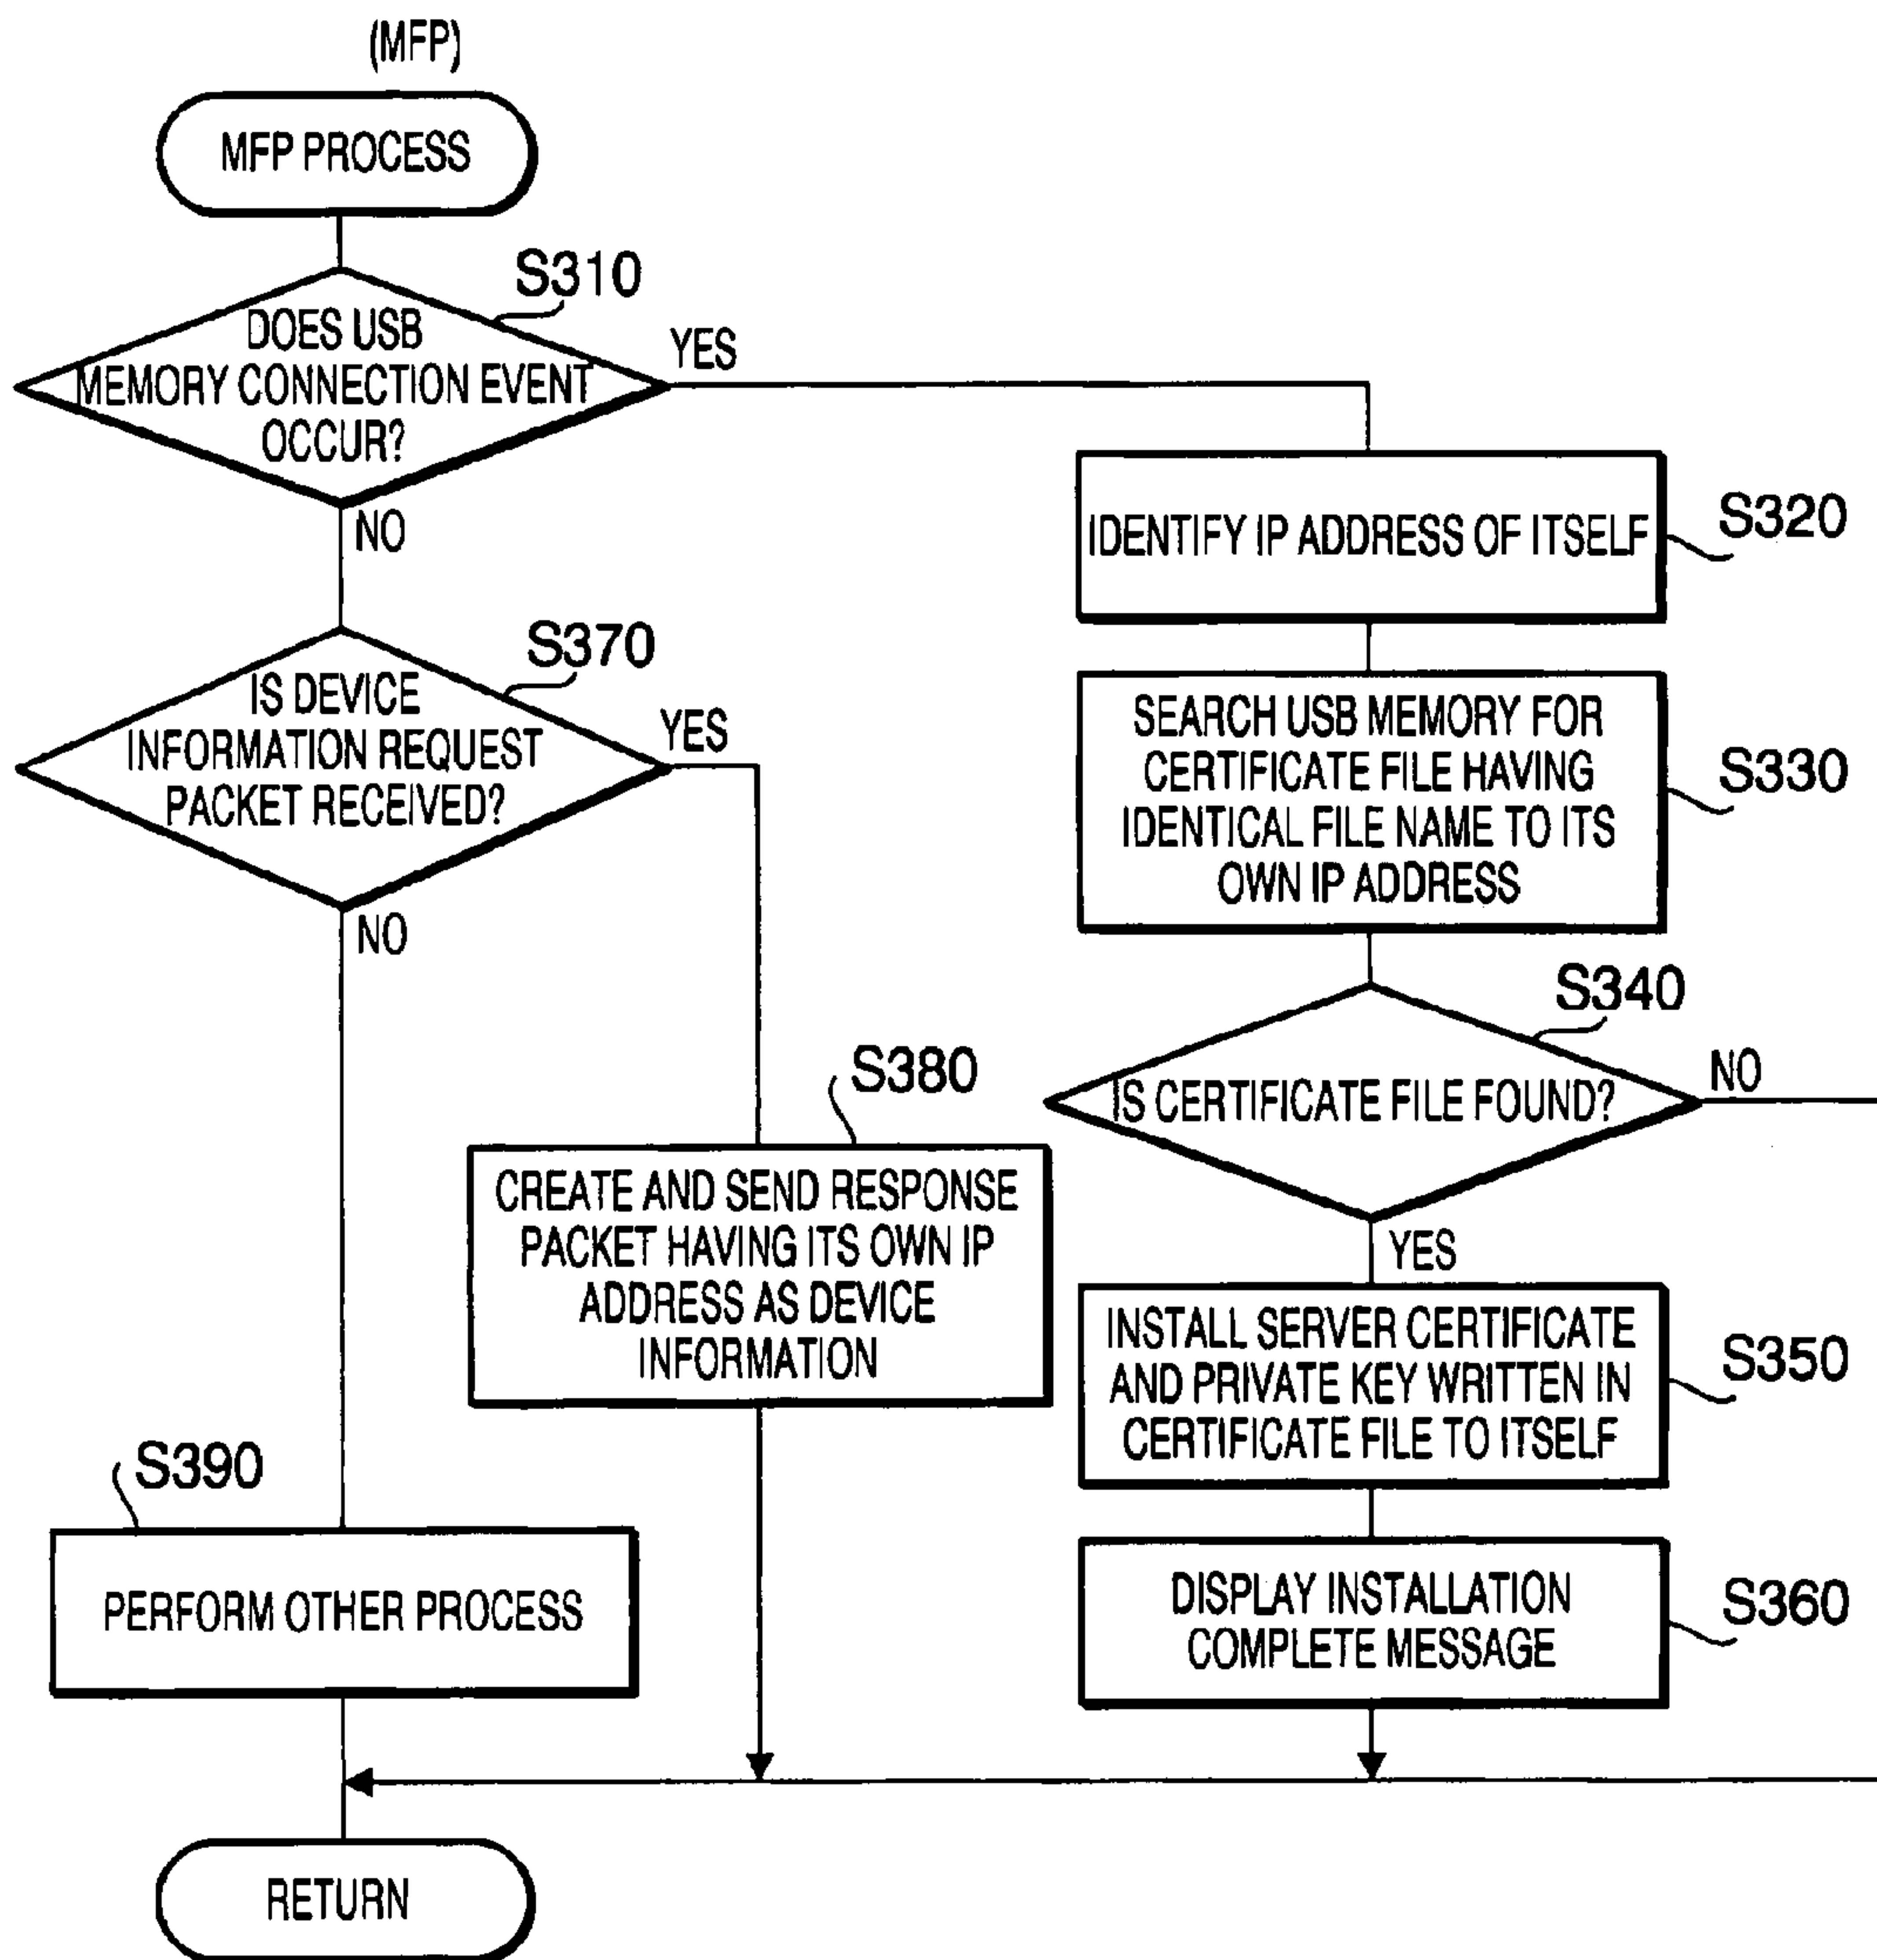 (MFP)
MFP PROCESS
S310
DOES USB
MEMORY CONNECTION EVENT
OCCUR?
YES
NO
IDENTIFY IP ADDRESS OF ITSELF
S320
S370
IS DEVICE
INFORMATION REQUEST
PACKET RECEIVED?
YES
NO
SEARCH USB MEMORY FOR
CERTIFICATE FILE HAVING
IDENTICAL FILE NAME TO ITS
OWN IP ADDRESS
S330
S340
IS CERTIFICATE FILE FOUND?
NO
YES
S380
CREATE AND SEND RESPONSE
PACKET HAVING ITS OWN IP
ADDRESS AS DEVICE
INFORMATION
INSTALL SERVER CERTIFICATE
AND PRIVATE KEY WRITTEN IN
CERTIFICATE FILE TO ITSELF
S350
S390
PERFORM OTHER PROCESS
DISPLAY INSTALLATION
COMPLETE MESSAGE
S360
RETURN